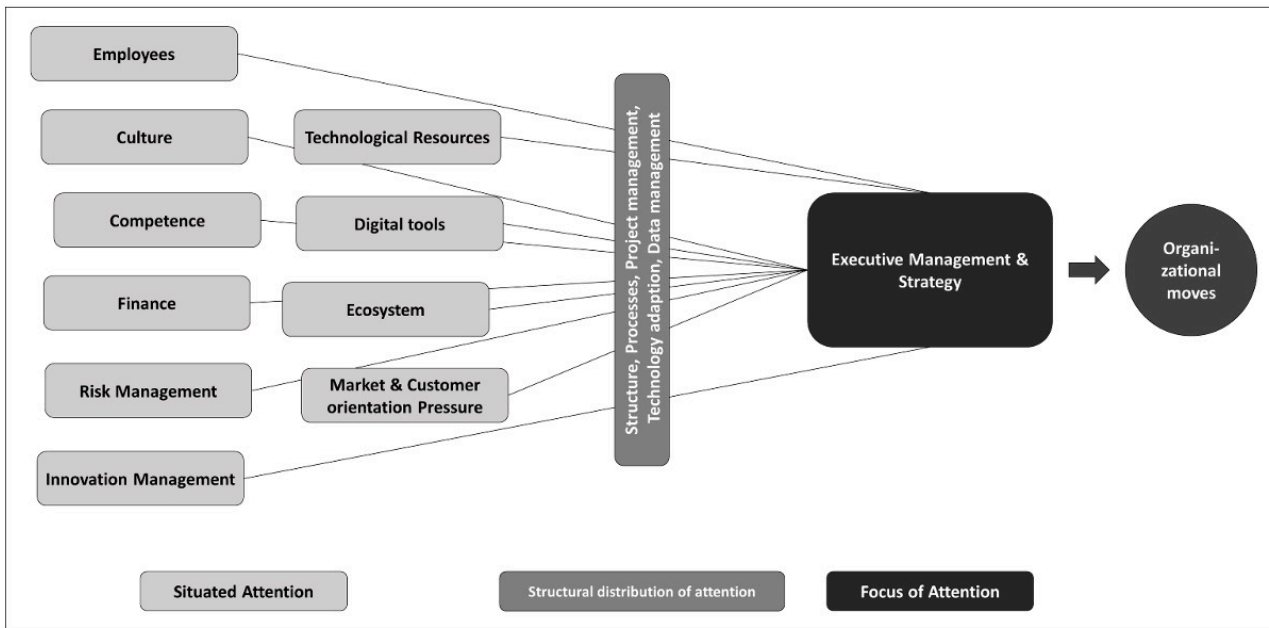 Employees
Culture
Technological Resources
Competence
Digital tools
Finance
Ecosystem
Risk Management
Market & Customer
orientation Pressure
Innovation Management
Structure, Processes, Project management,
Technology adaption, Data management
Executive Management &
Strategy
Organi-
zational
moves
Situated Attention
Structural distribution of attention
Focus of Attention